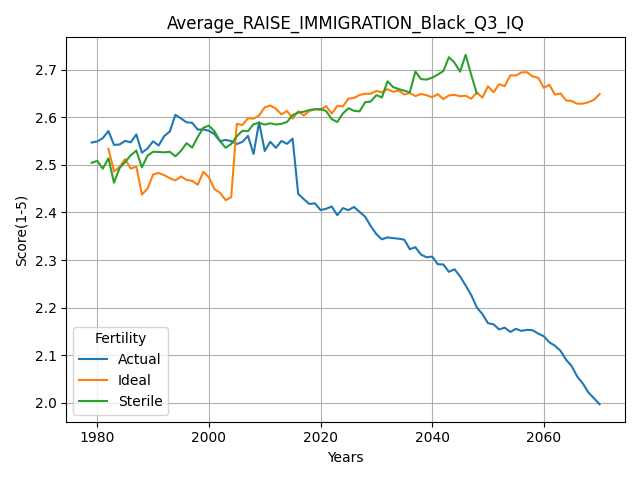 Average_RAISE_IMMIGRATION_Black_Q3_IQ
Score(1-5)
2.7
2.6
2.5
2.4
2.3
2.2
2.1
2.0
Fertility
Actual
Ideal
Sterile
1980 2000 2020 2040 2060
Years